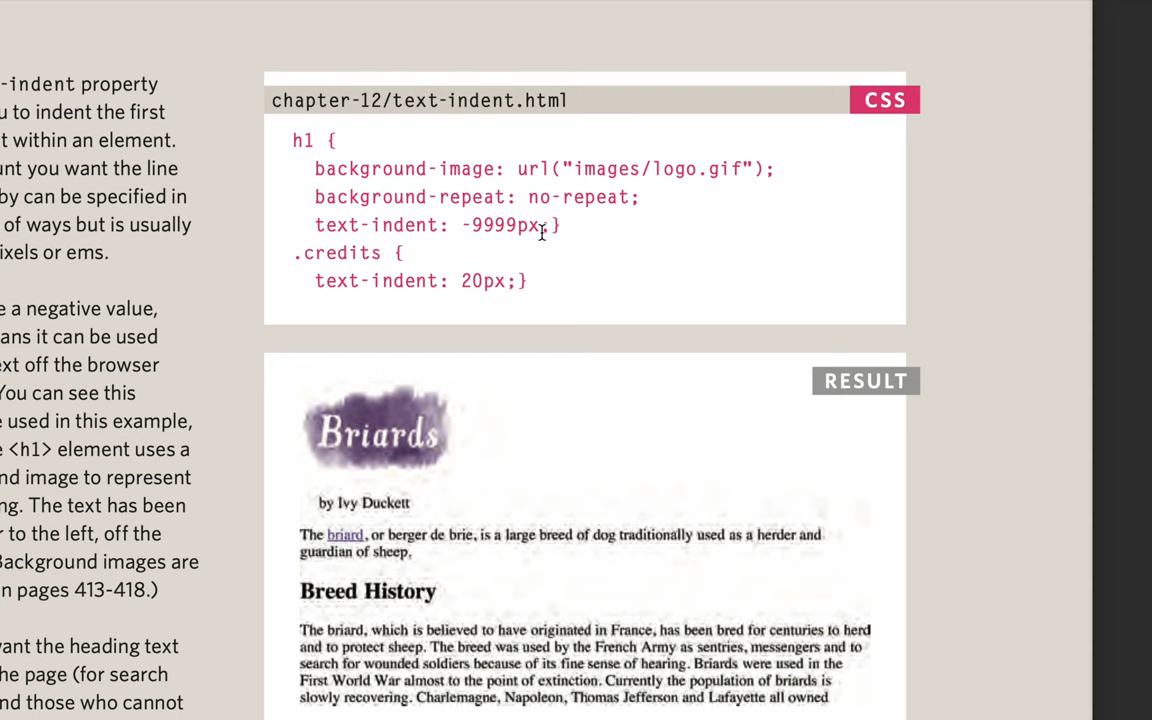 -indent property
u to indent the first
t within an element.
unt you want the line
by can be specified in
of ways but is usually
ixels or ems.
e a negative value,
ans it can be used
ext off the browser
You can see this
e used in this example,
e <h1> element uses a
nd image to represent
ng. The text has been
r to the left, off the
Background images are
n pages 413-418.)
vant the heading text
he page (for search
nd those who cannot
chapter-12/text-indent.html
CSS
h1 {
background-image: url("images/logo.gif");
background-repeat: no-repeat;
text-indent: -9999px;}
.credits {
text-indent: 20px;}
RESULT
Briards
by Ivy Duckett
The briard, or berger de brie, is a large breed of dog traditionally used as a herder and
guardian of sheep.
Breed History
The briard, which is believed to have originated in France, has been bred for centuries to herd
and to protect sheep. The breed was used by the French Army as sentries, messengers and to
search for wounded soldiers because of its fine sense of hearing. Briards were used in the
First World War almost to the point of extinction. Currently the population of briards is
slowly recovering. Charlemagne, Napoleon, Thomas Jefferson and Lafayette all owned